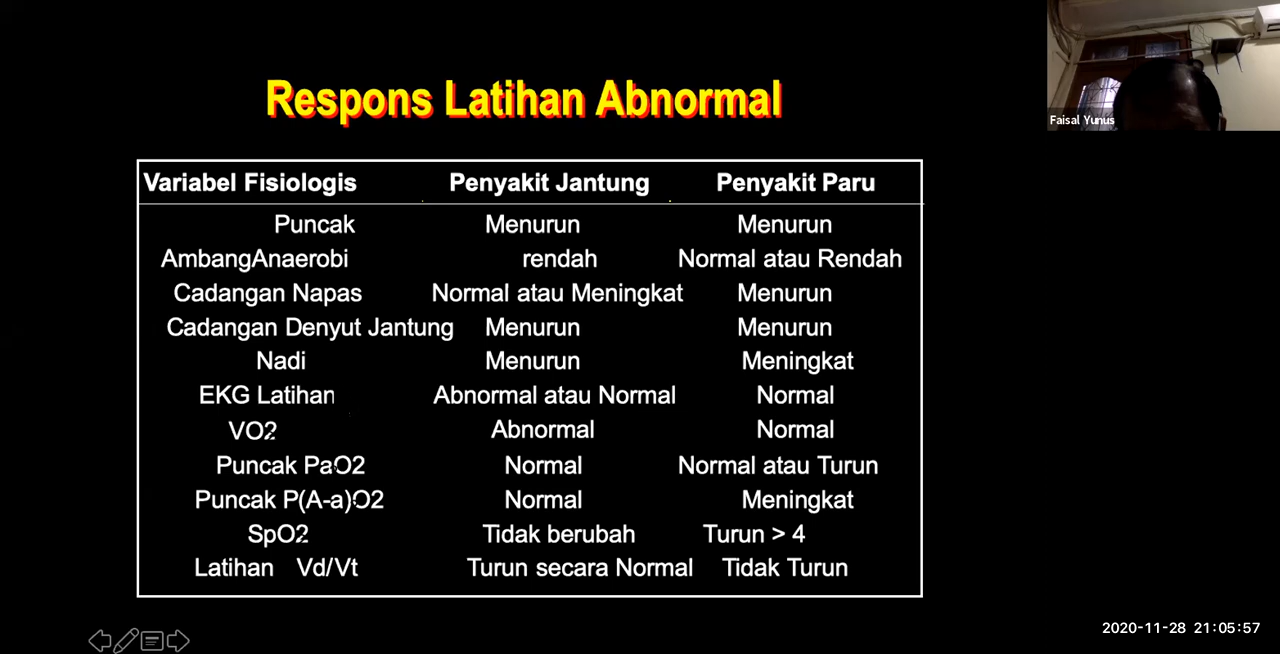 Respons Latihan Abnormal
Faisal Yunus
Variabel Fisiologis Penyakit Jantung Penyakit Paru
Puncak Menurun Menurun
AmbangAnaerobi rendah Normal atau Rendah
Cadangan Napas Normal atau Meningkat Menurun
Cadangan Denyut Jantung Menurun Menurun
Nadi Menurun Meningkat
EKG Latihan Abnormal atau Normal Normal
VO2 Abnormal Normal
Puncak PaO2 Normal Normal atau Turun
Puncak P(A-a)O2 Normal Meningkat
SpO2 Tidak berubah Turun > 4
Latihan Vd/Vt Turun secara Normal Tidak Turun
2020-11-28 21:05:57